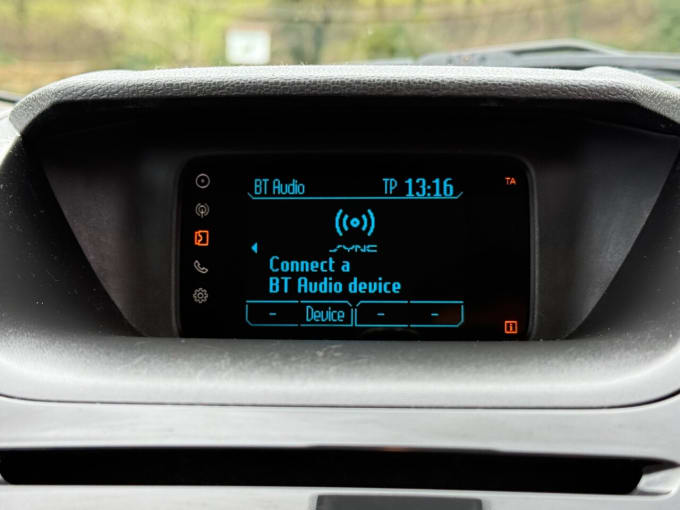 BT Audio TP 13:16 TA
SYNC
Connect a
BT Audio device
- Device - -
i